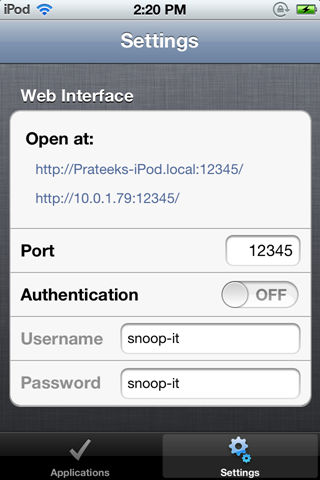 iPod 2:20 PM
Settings
Web Interface
Open at:
http://Prateeks-iPod.local:12345/
http://10.0.1.79:12345/
Port 12345
Authentication OFF
Username snoop-it
Password snoop-it
Applications Settings